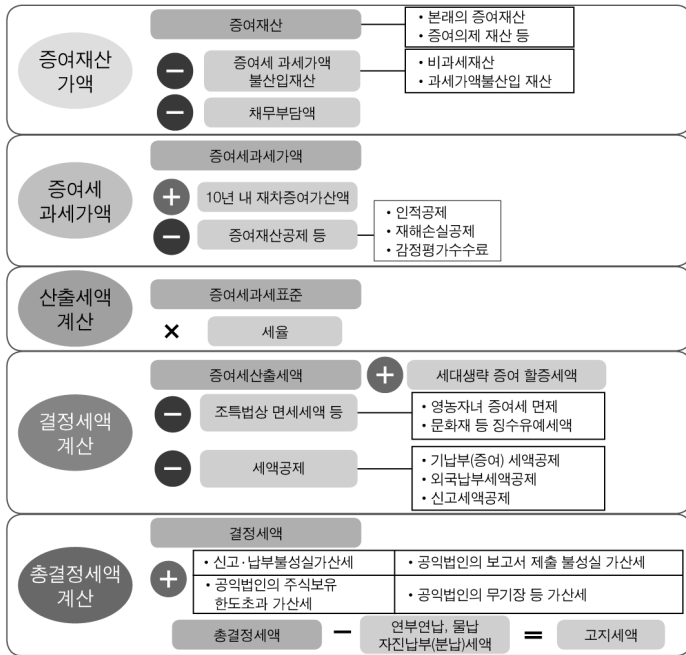 증여재산
가액
증여재산
• 본래의 증여재산
• 증여의제 재산 등
−
증여세 과세가액
불산입재산
• 비과세재산
• 과세가액불산입 재산
−
채무부담액
증여세
과세가액
증여세과세가액
+
10년 내 재차증여가산액
−
증여재산공제 등
• 인적공제
• 재해손실공제
• 감정평가수수료
산출세액
계산
증여세과세표준
×
세율
결정세액
계산
증여세산출세액
+
세대생략 증여 할증세액
−
조특법상 면세세액 등
• 영농자녀 증여세 면제
• 문화재 등 징수유예세액
−
세액공제
• 기납부(증여) 세액공제
• 외국납부세액공제
• 신고세액공제
총결정세액
계산
결정세액
+
• 신고·납부불성실가산세
• 공익법인의 보고서 제출 불성실 가산세
• 공익법인의 주식보유
한도초과 가산세
• 공익법인의 무기장 등 가산세
총결정세액
−
연부연납, 물납
자진납부(분납)세액
=
고지세액